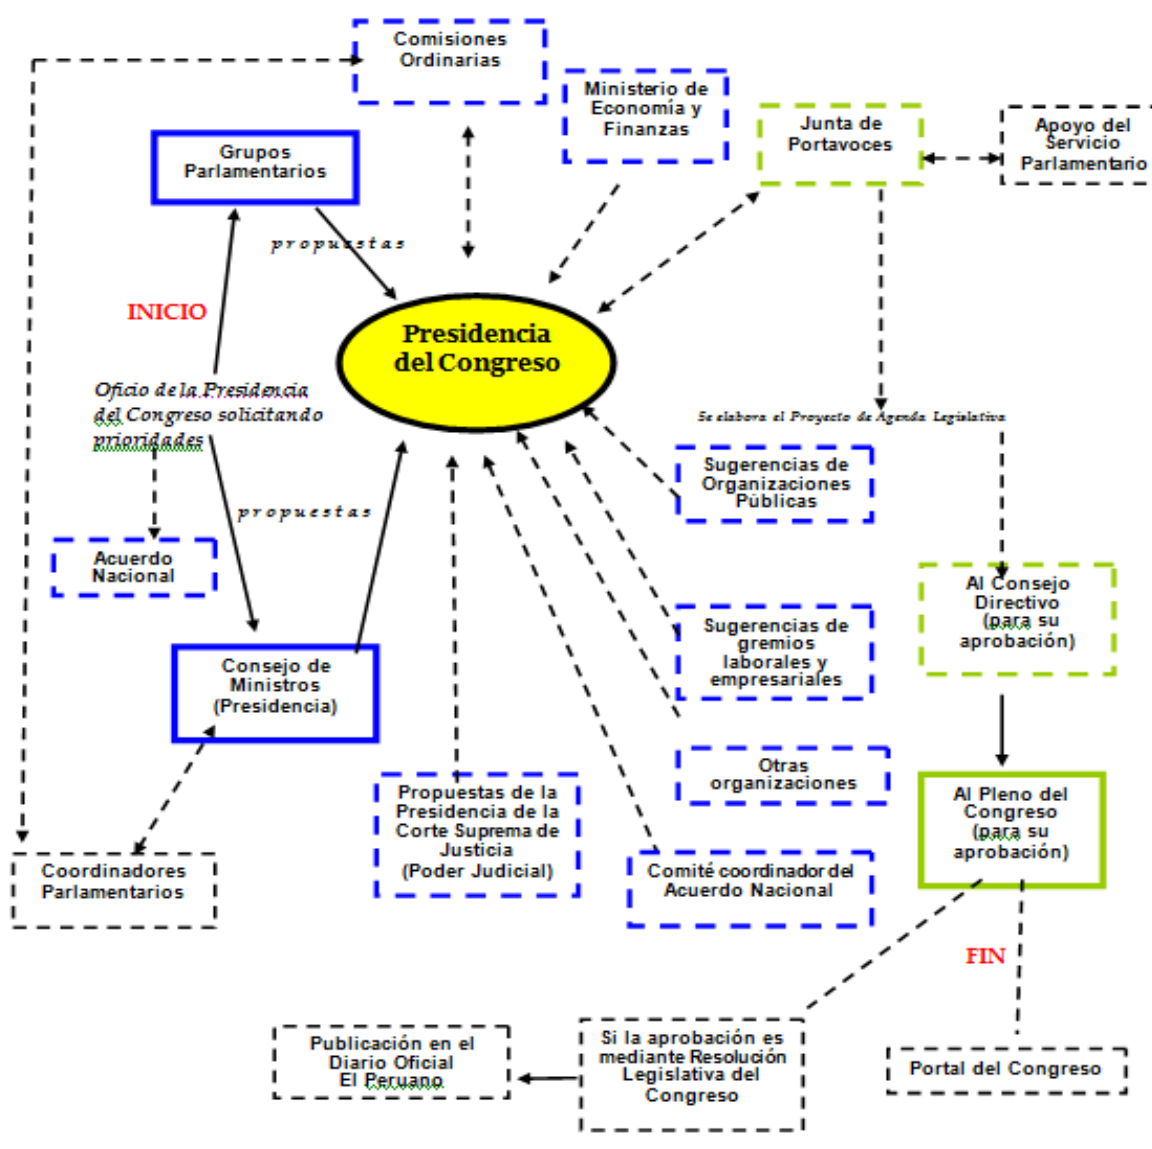 Comisiones
Ordinarias
Ministerio de
Economía y
Finanzas
Junta de
Portavoces
Apoyo del
Servicio
Parlamentario
Grupos
Parlamentarios
propuestas
INICIO
Presidencia
del Congreso
Oficio de la Presidencia
del Congreso solicitando
prioridades
Se elabora el Proyecto de Agenda Legislativa
Sugerencias de
Organizaciones
Públicas
propuestas
Acuerdo
Nacional
Al Consejo
Directivo
(para su
aprobación)
Sugerencias de
gremios
laborales y
empresariales
Consejo de
Ministros
(Presidencia)
Otras
organizaciones
Propuestas de la
Presidencia de la
Corte Suprema de
Justicia
(Poder Judicial)
Al Pleno del
Congreso
(para su
aprobación)
Coordinadores
Parlamentarios
Comité coordinador del
Acuerdo Nacional
FIN
Publicación en el
Diario Oficial
El Peruano
Si la aprobación es
mediante Resolución
Legislativa del
Congreso
Portal del Congreso